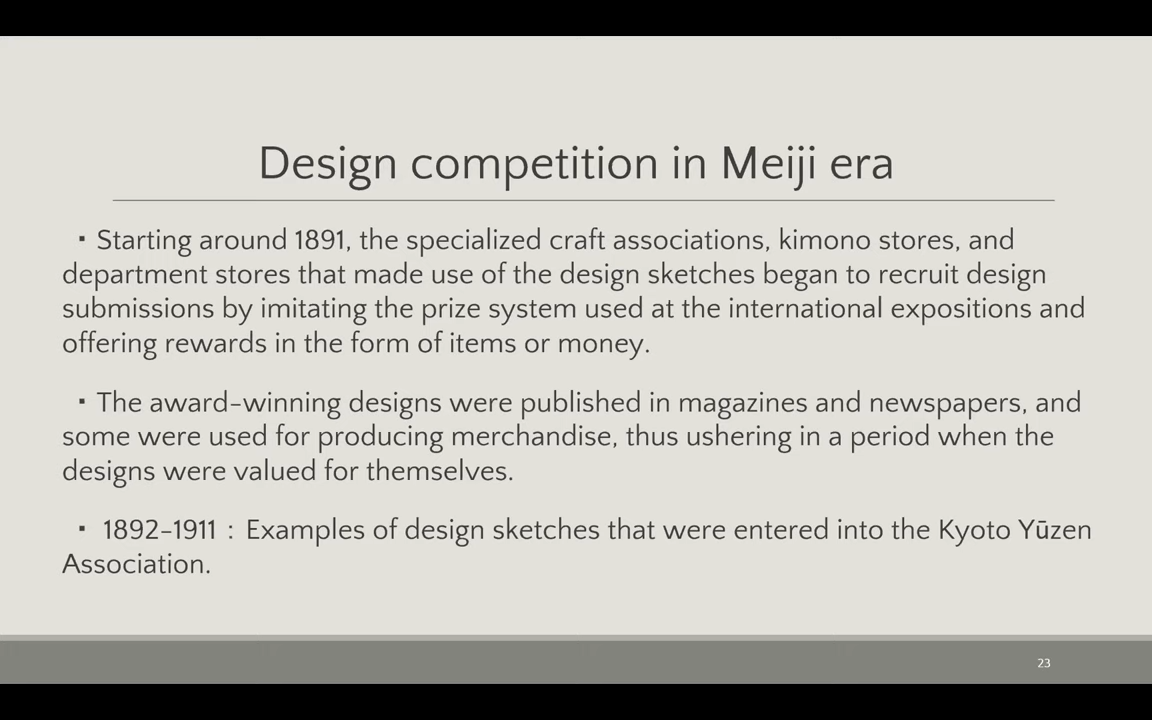 Design competition in Meiji era
▪ Starting around 1891, the specialized craft associations, kimono stores, and
department stores that made use of the design sketches began to recruit design
submissions by imitating the prize system used at the international expositions and
offering rewards in the form of items or money.
▪ The award-winning designs were published in magazines and newspapers, and
some were used for producing merchandise, thus ushering in a period when the
designs were valued for themselves.
▪ 1892-1911 : Examples of design sketches that were entered into the Kyoto Yūzen
Association.
23